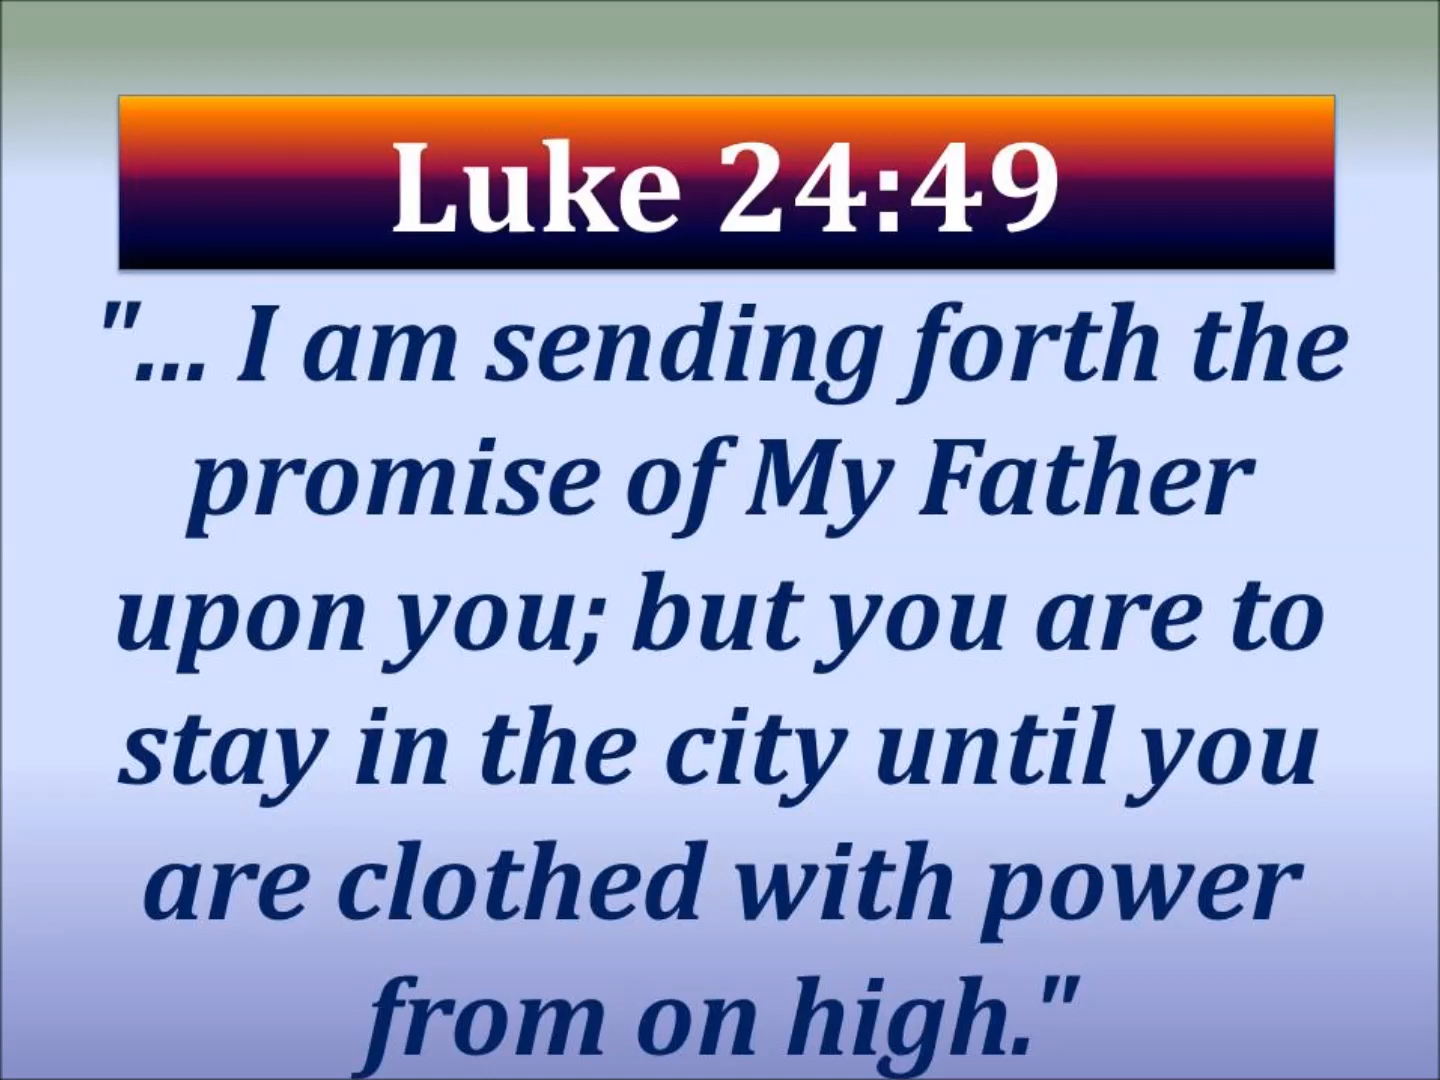 Luke 24:49
"... I am sending forth the
promise of My Father
upon you; but you are to
stay in the city until you
are clothed with power
from on high."